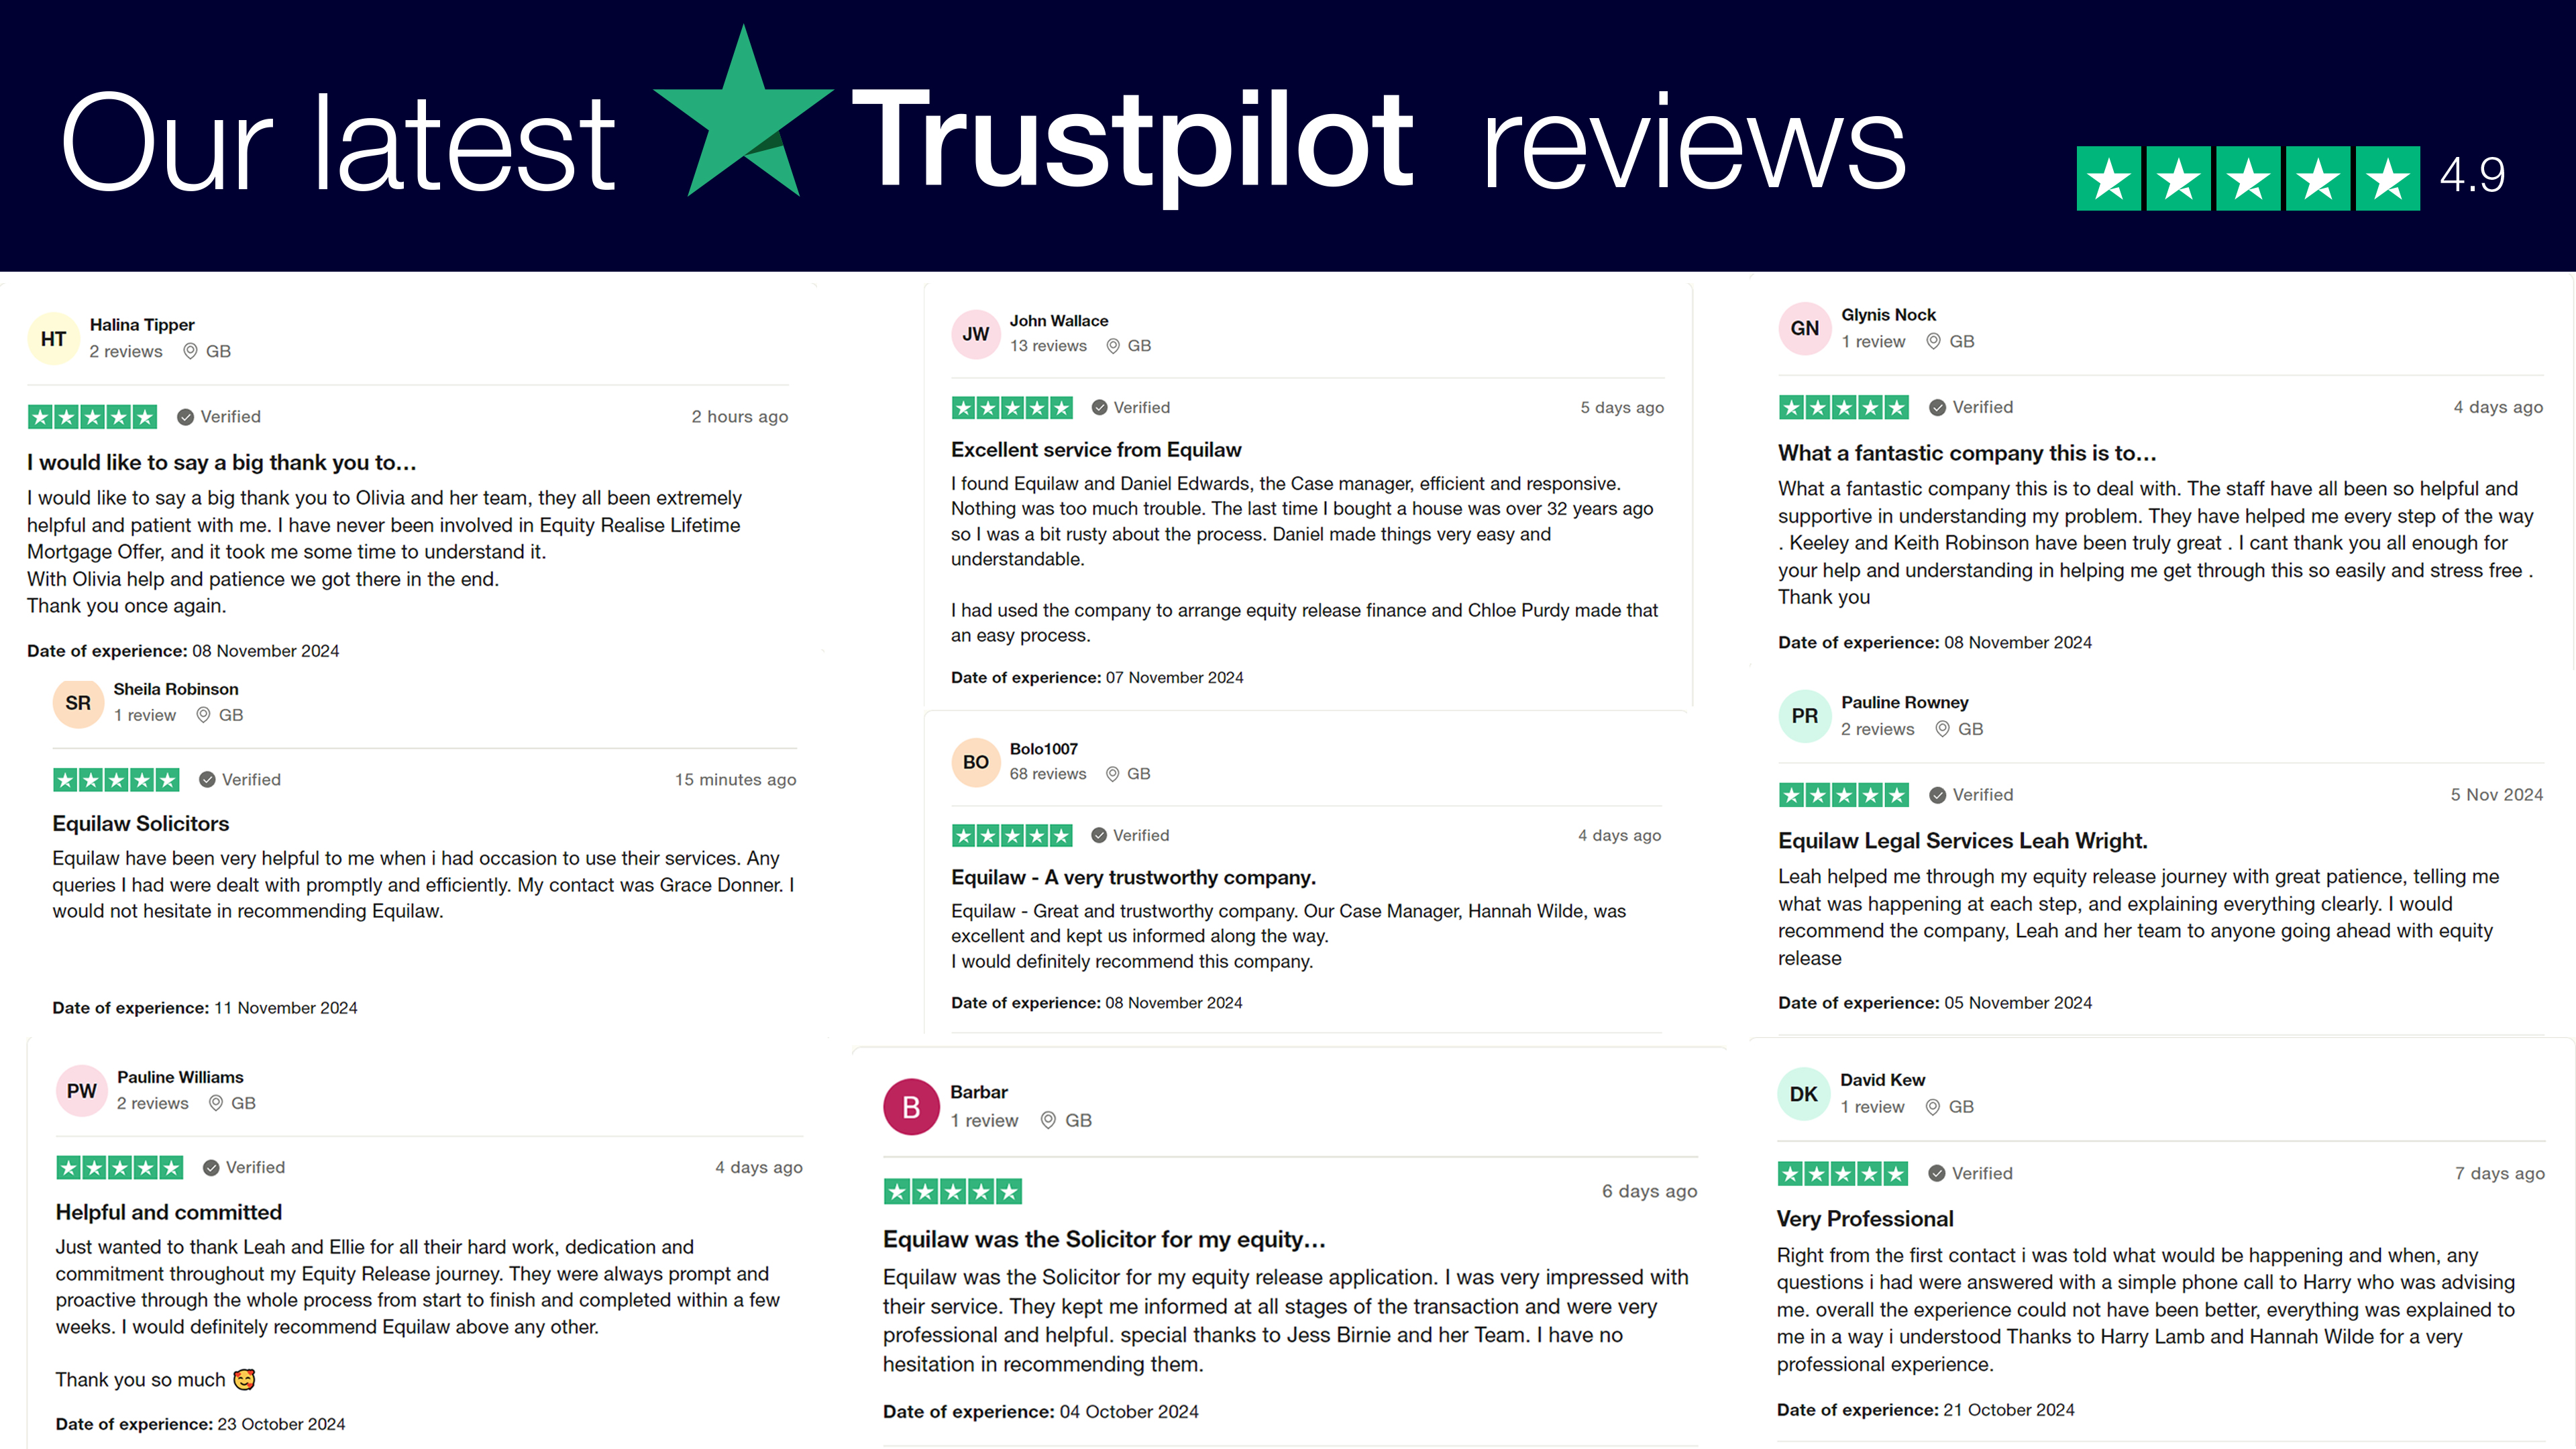 Our latest Trustpilot reviews
4.9
HT
Halina Tipper
2 reviews GB
Verified
2 hours ago
I would like to say a big thank you to…
I would like to say a big thank you to Olivia and her team, they all been extremely
helpful and patient with me. I have never been involved in Equity Realise Lifetime
Mortgage Offer, and it took me some time to understand it.
With Olivia help and patience we got there in the end.
Thank you once again.
Date of experience: 08 November 2024
SR
Sheila Robinson
1 review GB
Verified
15 minutes ago
Equilaw Solicitors
Equilaw have been very helpful to me when i had occasion to use their services. Any
queries I had were dealt with promptly and efficiently. My contact was Grace Donner. I
would not hesitate in recommending Equilaw.
Date of experience: 11 November 2024
PW
Pauline Williams
2 reviews GB
Verified
4 days ago
Helpful and committed
Just wanted to thank Leah and Ellie for all their hard work, dedication and
commitment throughout my Equity Release journey. They were always prompt and
proactive through the whole process from start to finish and completed within a few
weeks. I would definitely recommend Equilaw above any other.
Thank you so much 🥰
Date of experience: 23 October 2024
JW
John Wallace
13 reviews GB
Verified
5 days ago
Excellent service from Equilaw
I found Equilaw and Daniel Edwards, the Case manager, efficient and responsive.
Nothing was too much trouble. The last time I bought a house was over 32 years ago
so I was a bit rusty about the process. Daniel made things very easy and
understandable.
I had used the company to arrange equity release finance and Chloe Purdy made that
an easy process.
Date of experience: 07 November 2024
BO
Bolo1007
68 reviews GB
Verified
4 days ago
Equilaw - A very trustworthy company.
Equilaw - Great and trustworthy company. Our Case Manager, Hannah Wilde, was
excellent and kept us informed along the way.
I would definitely recommend this company.
Date of experience: 08 November 2024
B
Barbar
1 review GB
6 days ago
Equilaw was the Solicitor for my equity…
Equilaw was the Solicitor for my equity release application. I was very impressed with
their service. They kept me informed at all stages of the transaction and were very
professional and helpful. special thanks to Jess Birnie and her Team. I have no
hesitation in recommending them.
Date of experience: 04 October 2024
GN
Glynis Nock
1 review GB
Verified
4 days ago
What a fantastic company this is to…
What a fantastic company this is to deal with. The staff have all been so helpful and
supportive in understanding my problem. They have helped me every step of the way
. Keeley and Keith Robinson have been truly great . I cant thank you all enough for
your help and understanding in helping me get through this so easily and stress free .
Thank you
Date of experience: 08 November 2024
PR
Pauline Rowney
2 reviews GB
Verified
5 Nov 2024
Equilaw Legal Services Leah Wright.
Leah helped me through my equity release journey with great patience, telling me
what was happening at each step, and explaining everything clearly. I would
recommend the company, Leah and her team to anyone going ahead with equity
release
Date of experience: 05 November 2024
DK
David Kew
1 review GB
Verified
7 days ago
Very Professional
Right from the first contact i was told what would be happening and when, any
questions i had were answered with a simple phone call to Harry who was advising
me. overall the experience could not have been better, everything was explained to
me in a way i understood Thanks to Harry Lamb and Hannah Wilde for a very
professional experience.
Date of experience: 21 October 2024